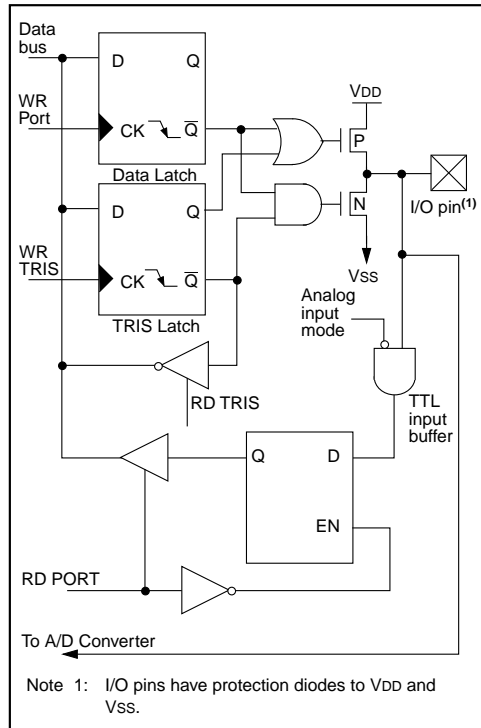 Data
bus
D
Q
VDD
WR
Port
CK
Q
P
Data Latch
D
Q
N
I/O pin(1)
WR
TRIS
CK
Q
VSS
TRIS Latch
Analog
input
mode
TTL
input
buffer
RD TRIS
Q
D
EN
RD PORT
To A/D Converter
Note 1: I/O pins have protection diodes to VDD and
VSS.